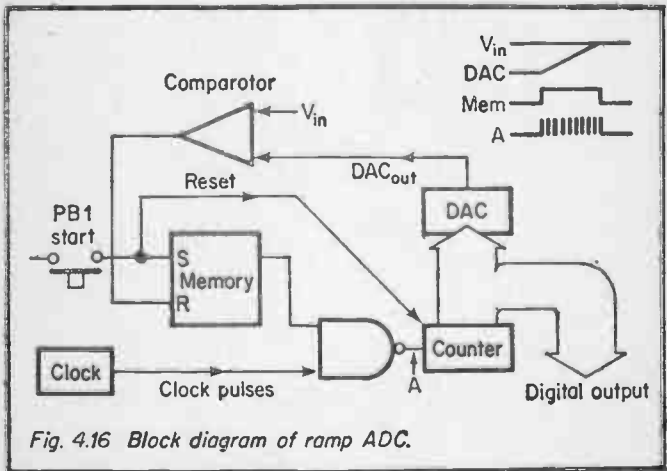 V_in
DAC
Mem
A
Comparotor
V_in
DAC_out
Reset
DAC
PB1
start
S
Memory
R
Clock
Clock pulses
A
Counter
Digital output
Fig. 4.16 Block diagram of ramp ADC.